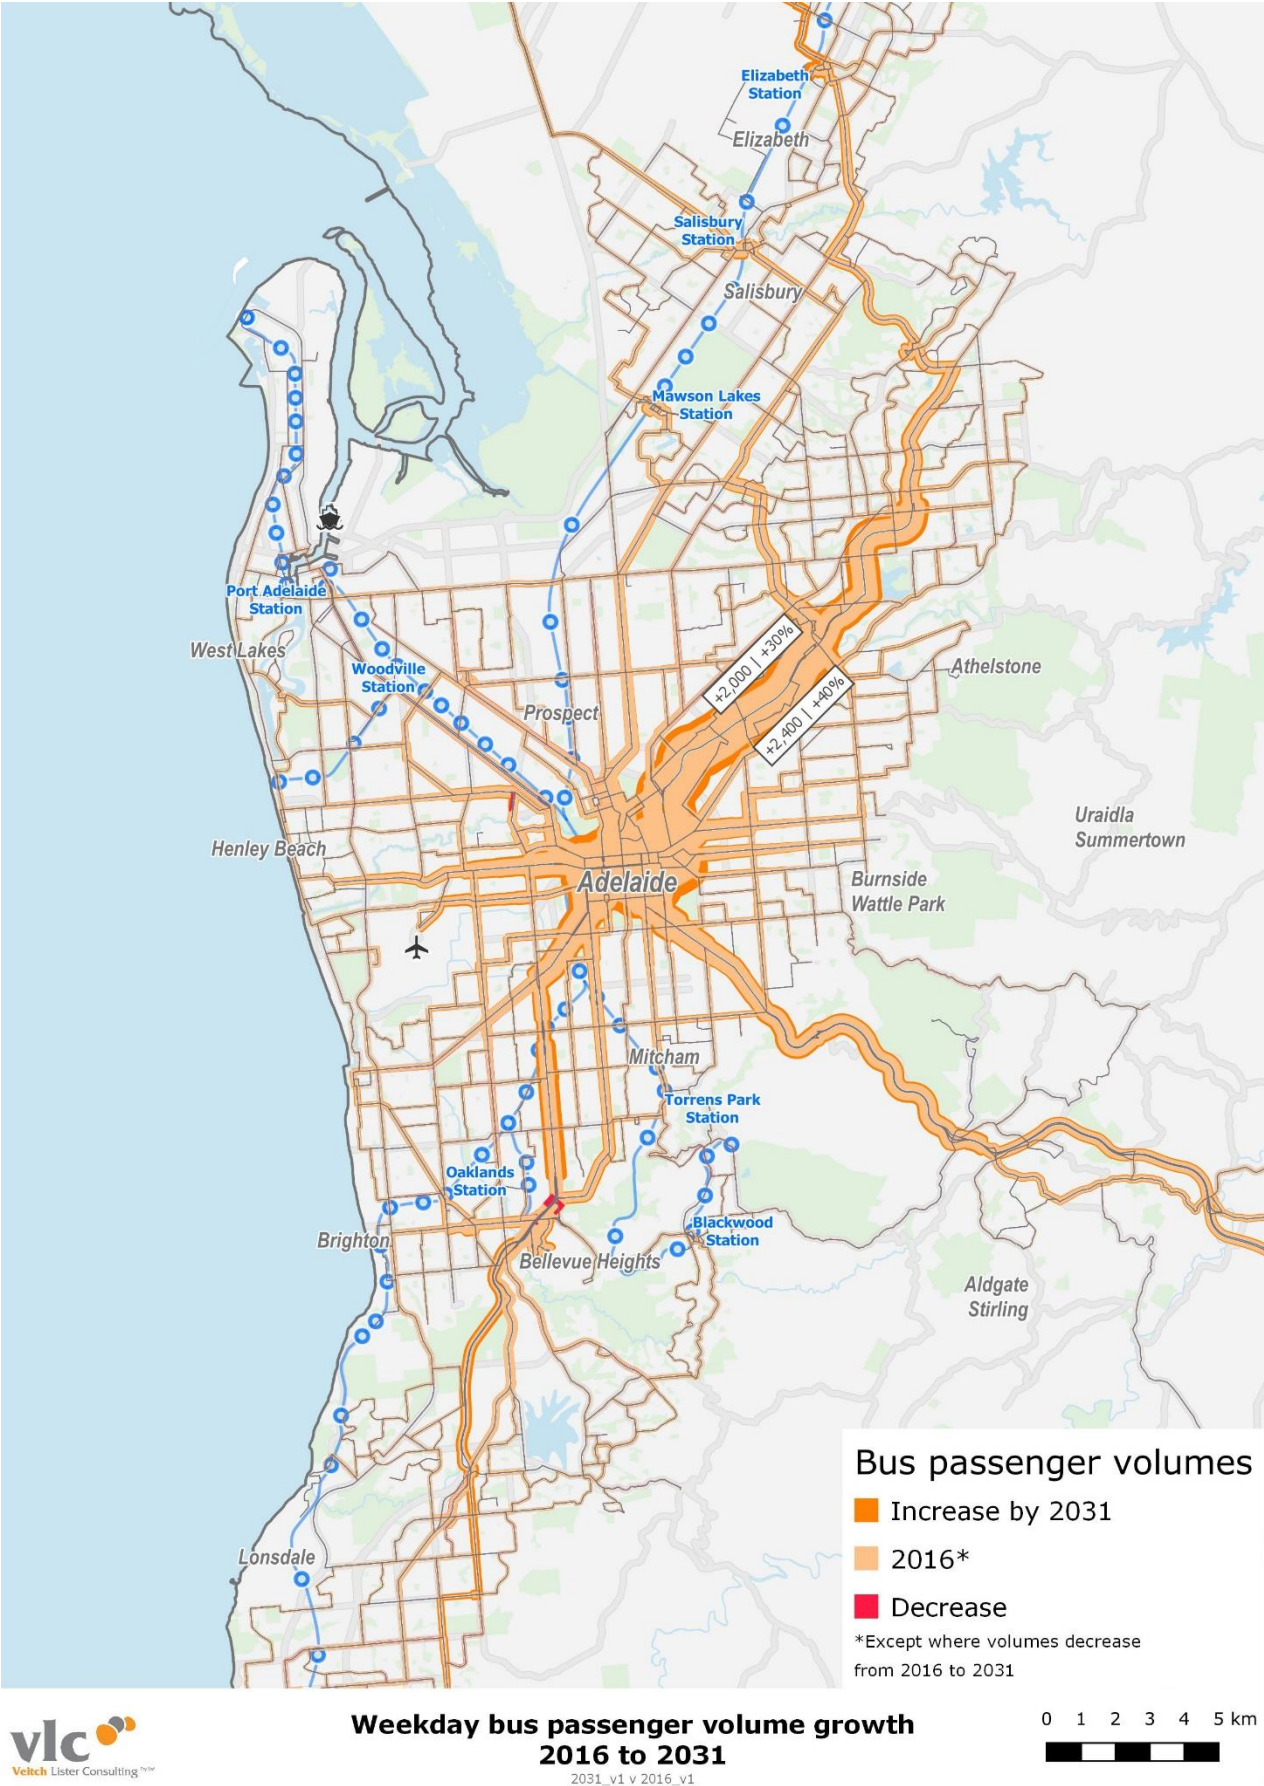 Elizabeth
Station
Elizabeth
Salisbury
Station
Salisbury
Mawson Lakes
Station
Port Adelaide
Station
West Lakes
Woodville
Station
Prospect
+2,000 | +30%
+2,400 | +40%
Athelstone
Henley Beach
Adelaide
Uraidla
Summertown
Burnside
Wattle Park
Mitcham
Torrens Park
Station
Oaklands
Station
Brighton
Bellevue Heights
Blackwood
Station
Aldgate
Stirling
Lonsdale
Bus passenger volumes
Increase by 2031
2016*
Decrease
*Except where volumes decrease
from 2016 to 2031
vlc
Veitch Lister Consulting
Weekday bus passenger volume growth
2016 to 2031
2031_v1 v 2016_v1
0 1 2 3 4 5 km